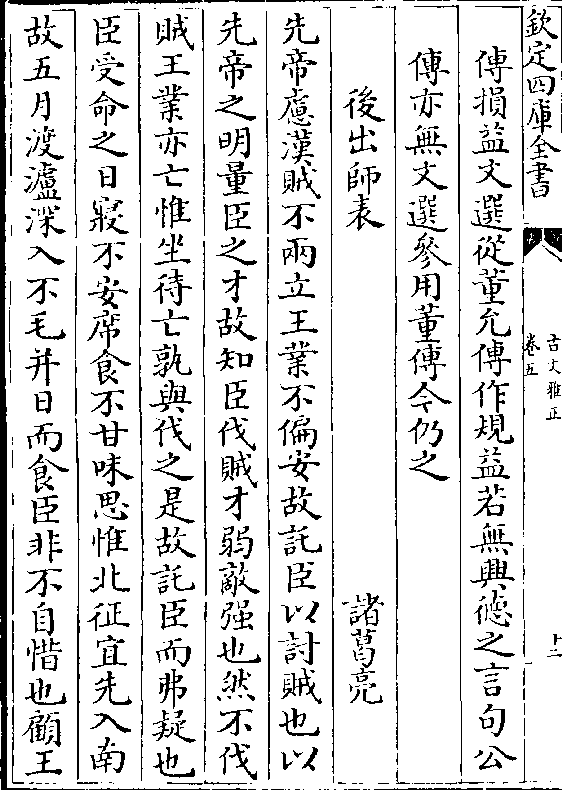 欽定四庫全書
古文雅正
卷五
十二
傳損益文選從董允傳作規益若無興德之言句公
傳亦無文選參用董傳今仍之
後出師表　諸葛亮
先帝慮漢賊不兩立王業不偏安故託臣以討賊也以
先帝之明量臣之才故知臣伐賊才弱敵强也然不伐
賊王業亦亡惟坐待亡孰與伐之是故託臣而弗疑也
臣受命之日寢不安席食不甘味思惟北征宜先入南
故五月渡瀘深入不毛并日而食臣非不自惜也顧王